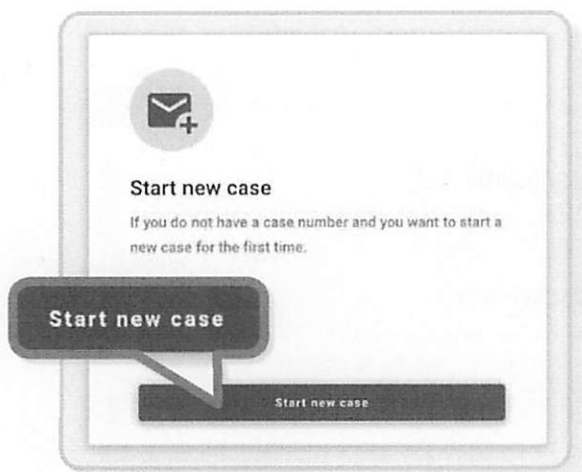 Start new case
If you do not have a case number and you want to start a
new case for the first time.
Start new case
Start new case